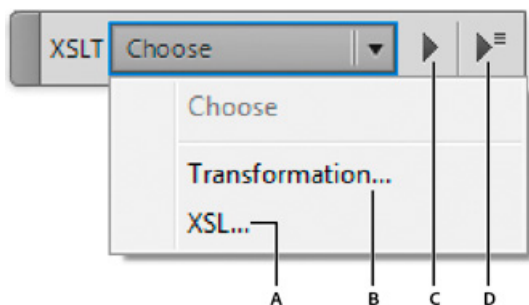 XSLT Choose
Choose
Transformation...
XSL...
A B C D